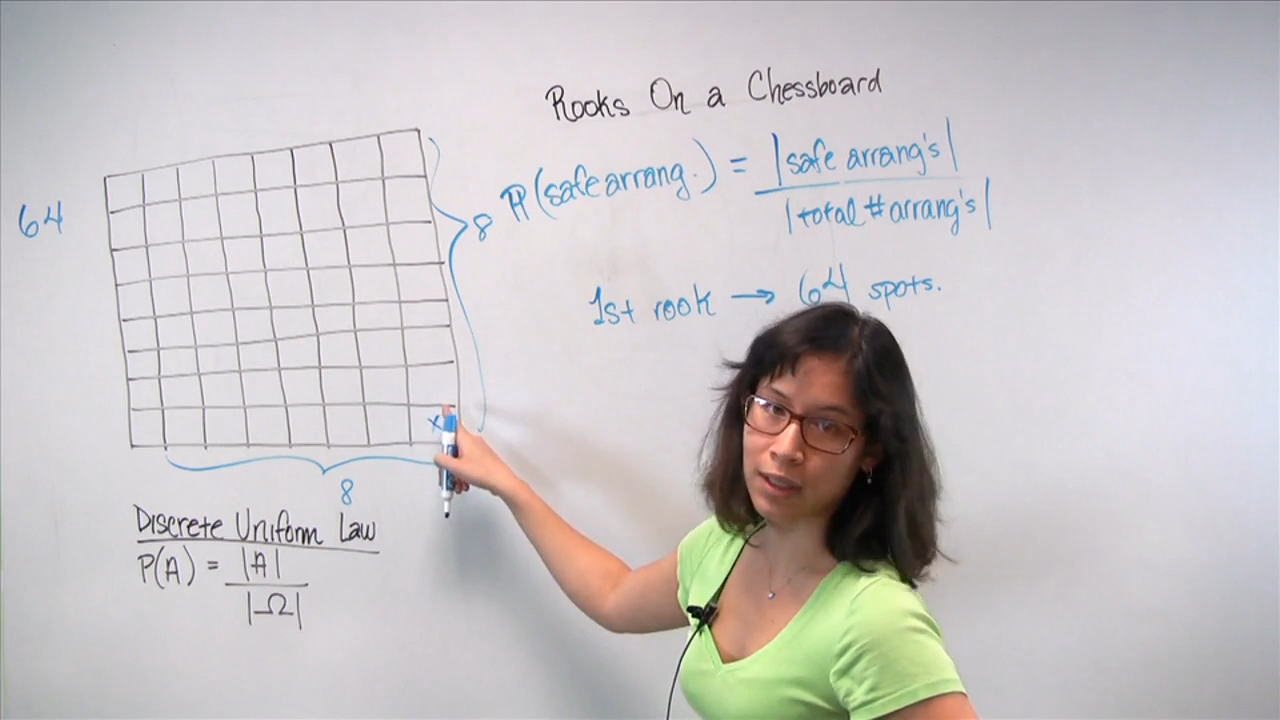 Rooks On a Chessboard
64
8
8
x
P(safe arrang.) = |safe arrang's|
|total # arrang's|
1st rook → 64 spots.
Discrete Uniform Law
P(A) = |A|
|Ω|